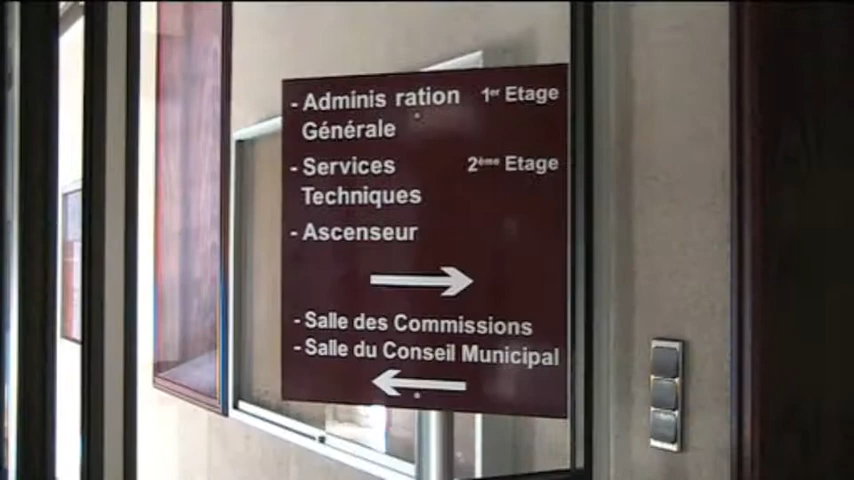 - Adminis ration 1er Etage
Générale
- Services 2ème Etage
Techniques
- Ascenseur
- Salle des Commissions
- Salle du Conseil Municipal